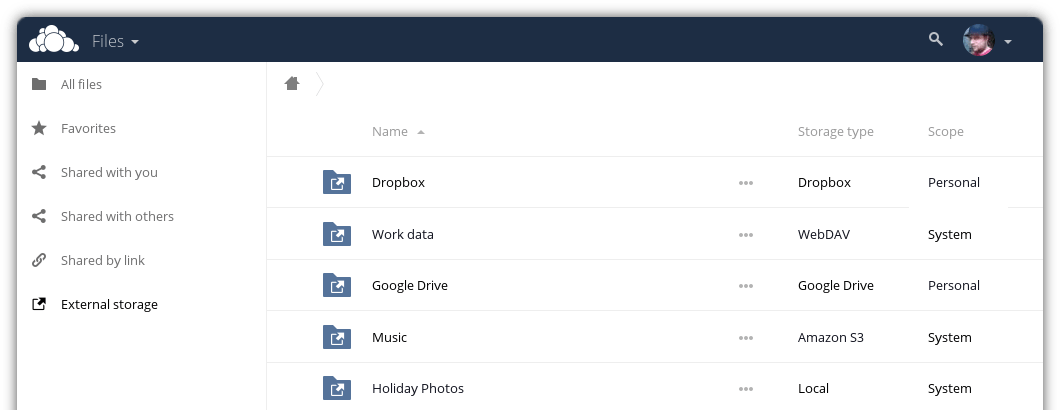 Files
All files
Favorites
Shared with you
Shared with others
Shared by link
External storage
Name Storage type Scope
Dropbox Dropbox Personal
Work data WebDAV System
Google Drive Google Drive Personal
Music Amazon S3 System
Holiday Photos Local System